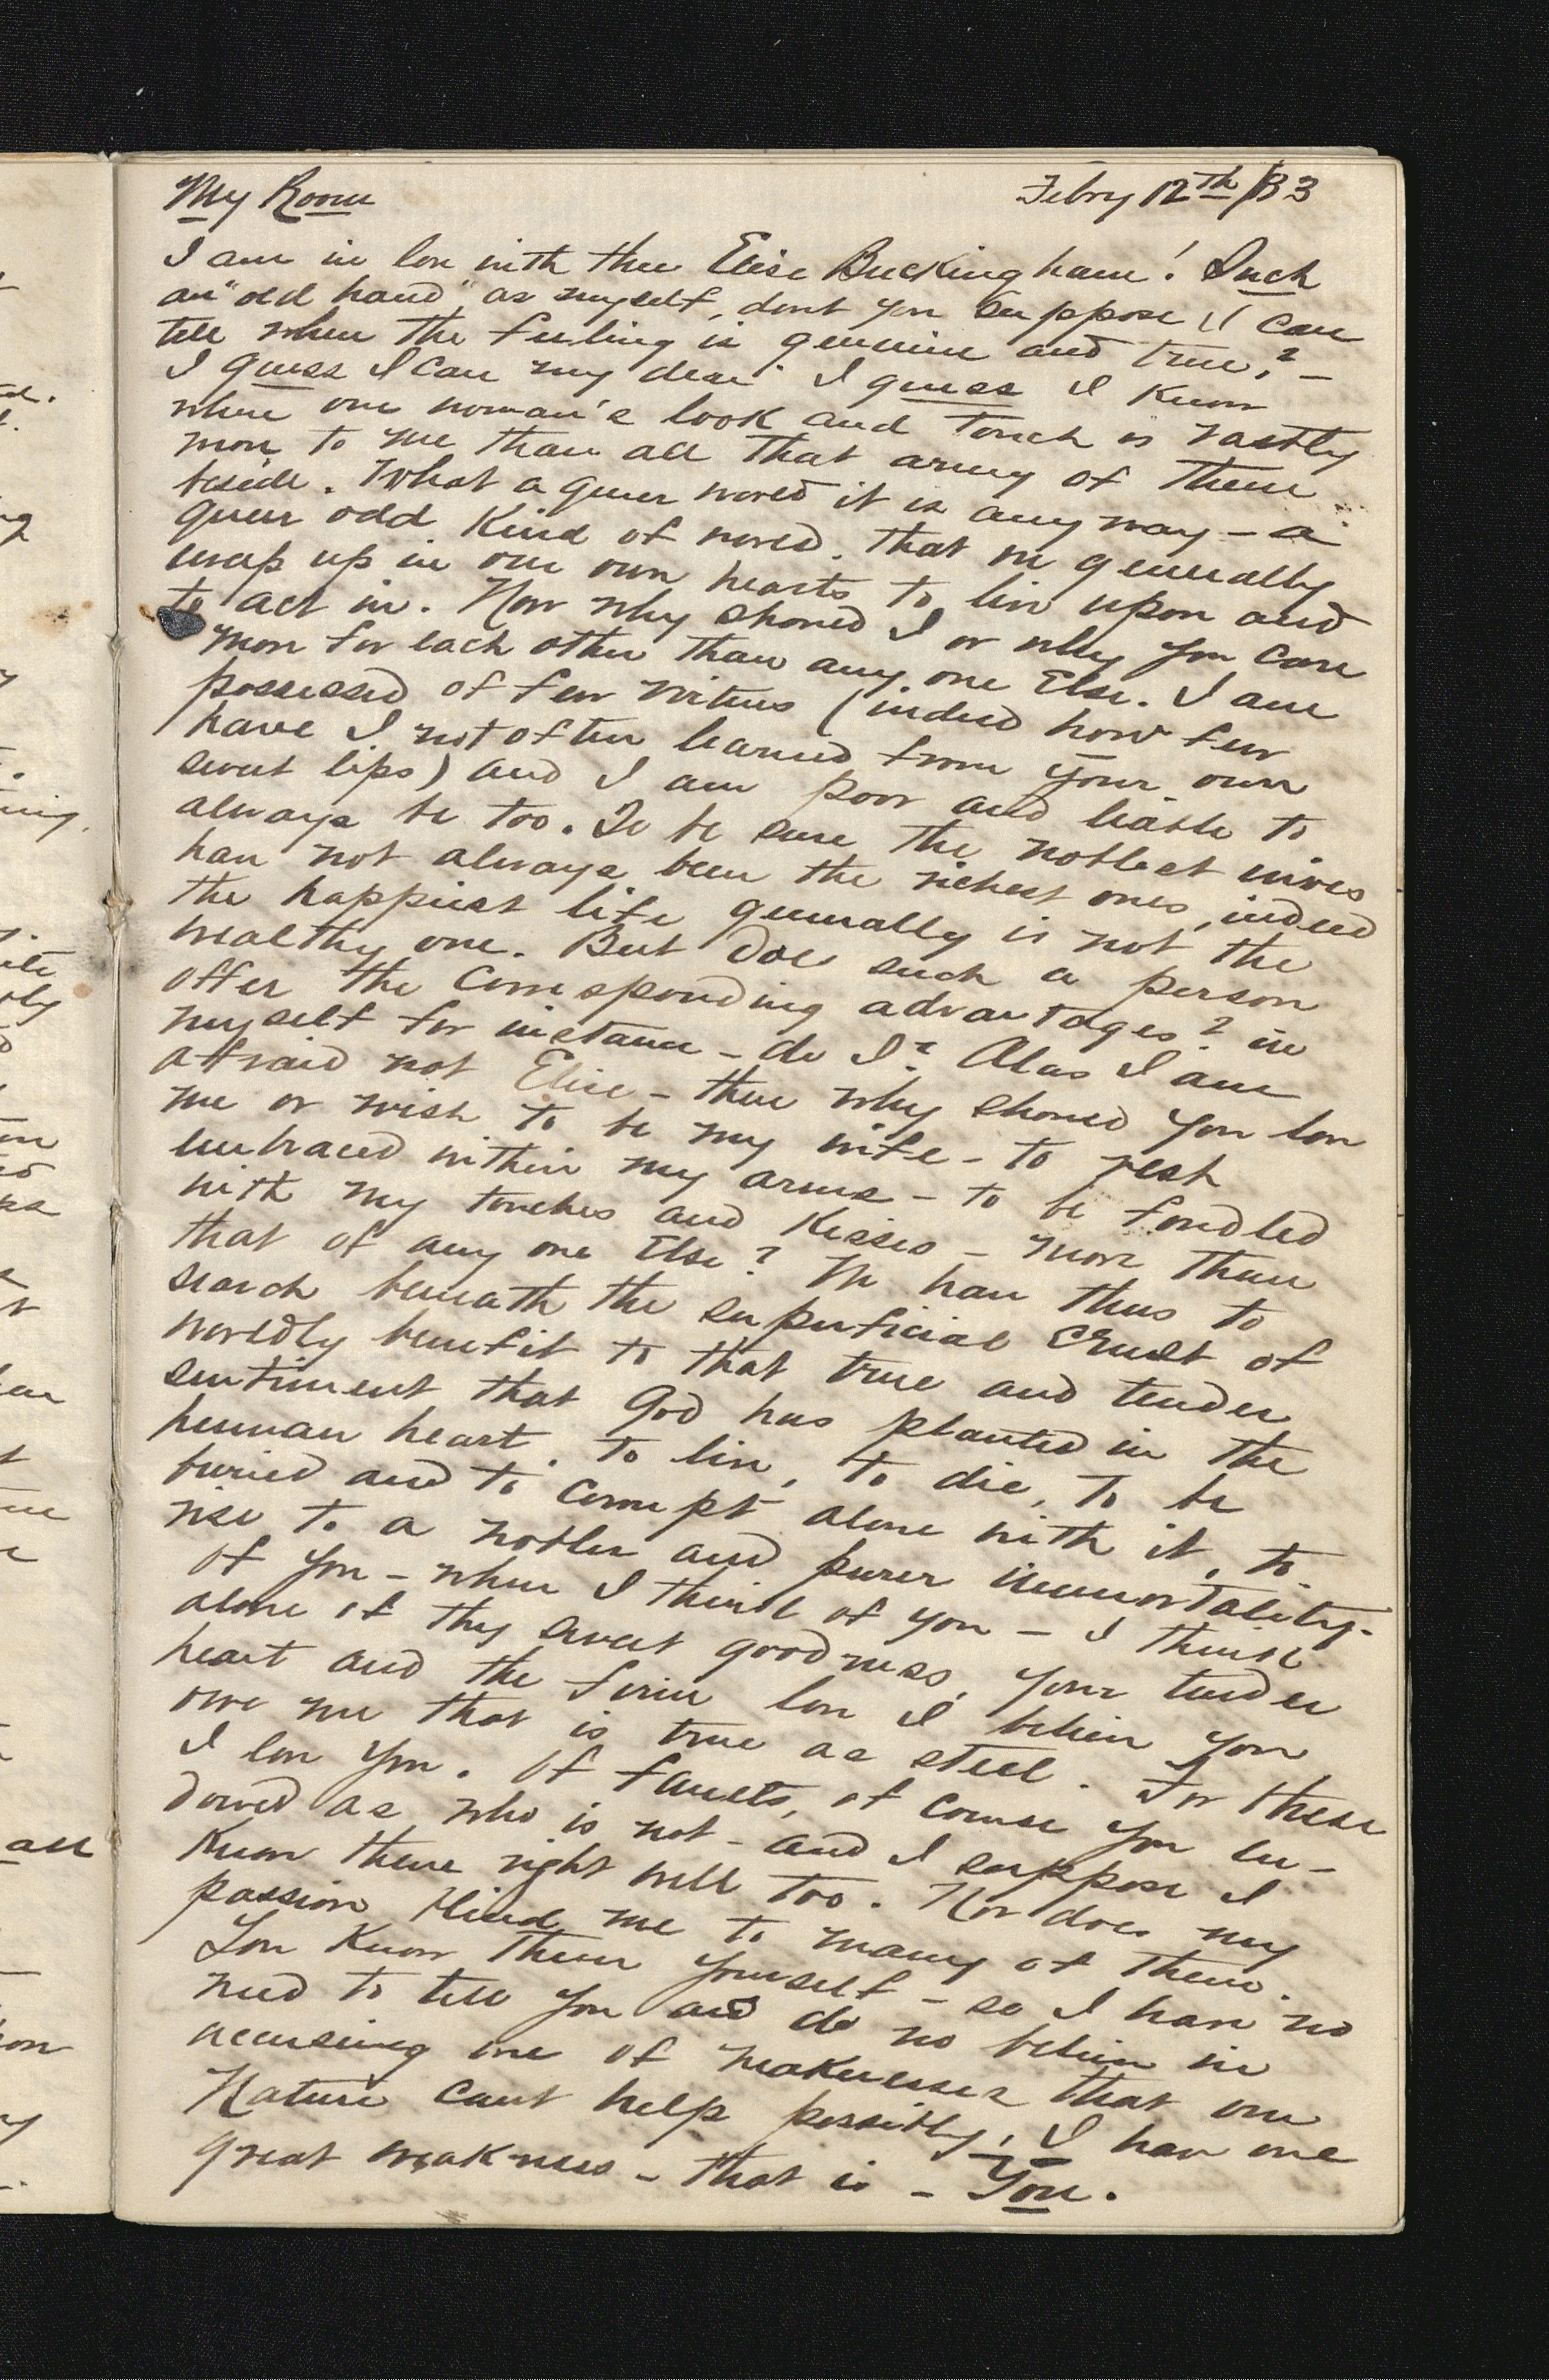 My Room Febry 12th /83
I am in love with thee Elise Buckingham! Such
an "old hand" as myself, dont you suppose I can
tell when the feeling is genuine and true? –
I guess I can my dear I guess I know
when one woman's look and touch is vastly
more to me than all that army of them
beside. What a queer world it is any way – a
queer odd kind of world. That we generally
wrap up in our own hearts to live upon and
to act in. Now why should I or why you care
more for each other than any one Else. I am
possessed of few virtues (indeed how few
have I not often learned from your own
sweet lips) and I am poor and liable to
always be too. To be sure the noblest wives
have not always been the richest ones, indeed
the happiest life generally is not the
wealthy one. But does such a person
offer the corresponding advantages? in
myself for instance – do I? Alas I am
afraid not Elise – then why should you love
me or wish to be my wife – to rest
embraced within my arms – to be fondled
with my touches and kisses – more than
that of any one Else? We have thus to
search beneath the superficial crust of
worldly benefit to that true and tender
sentiment that God has planted in the
human heart. To live, to die, to be
buried and to corrupt alone with it, to
rise to a nobler and purer immortality.
Of you – when I think of you – I think
alone of thy sweet goodness, your tender
heart and the firm love I believe you
owe me that is true as steel. For these
I love you. Of faults, of course you en–
dowed as who is not – and I suppose I
know them right well too. Nor does my
passion blind me to many of them.
You know them yourself – so I have no
need to tell you and do no believe in
accusing one of weaknesses that one
Nature cant help possibly, I have one
great weakness – that is – You.
all